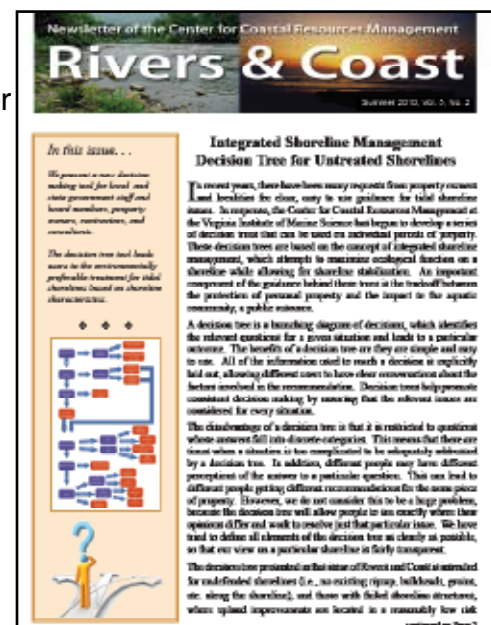 r
Newsletter of the Center for Coastal Resources Management
Rivers & Coast
Summer 2010, Vol. 5, No. 2
In this issue. . .
We present a new decision
making tool for local and
state government staff and
board members, property
owners, contractors, and
consultants.
The decision tree tool leads
users to the environmentally
preferable treatment for tidal
shorelines based on shoreline
characteristics.
Integrated Shoreline Management
Decision Tree for Untreated Shorelines
In recent years, there have been many requests from property owners
and localities for clear, easy to use guidance for tidal shoreline
issues. In response, the Center for Coastal Resources Management at
the Virginia Institute of Marine Science has begun to develop a series
of decision trees that can be used on individual parcels of property.
These decision trees are based on the concept of integrated shoreline
management, which attempts to maximize ecological function on a
shoreline while allowing for shoreline stabilization. An important
component of the guidance behind these trees is the tradeoff between
the protection of personal property and the impact to the aquatic
community, a public outcome.
A decision tree is a branching diagram of decisions, which identifies
the relevant questions for a given situation and leads to a particular
outcome. The benefits of a decision tree are they are simple and easy
to use. All of the information used to reach a decision is explicitly
laid out, allowing different users to have clear conversations about the
factors involved in the recommendation. Decision trees help promote
consistent decision making by ensuring that the relevant issues are
considered for every situation.
The disadvantage of a decision tree is that it is restricted to questions
whose answers fall into discrete categories. This means that there are
times when a situation is too complicated to be adequately addressed
by a decision tree. In addition, different people may have different
perceptions of the answer to a particular question. This can lead to
different people getting different recommendations for the same piece
of property. However, we do not consider this to be a huge problem,
because the decision tree will allow people to see exactly where their
opinions differ and work to resolve just that particular issue. We have
tried to define all elements of the decision tree as clearly as possible,
so that our view on a particular shoreline is fairly transparent.
The decision tree presented in this issue of Rivers and Coast is intended
for undefended shorelines (i.e., no existing riprap, bulkheads, groins,
etc. along the shoreline), and those with failed shoreline structures,
where upland improvements are located in a reasonably low risk